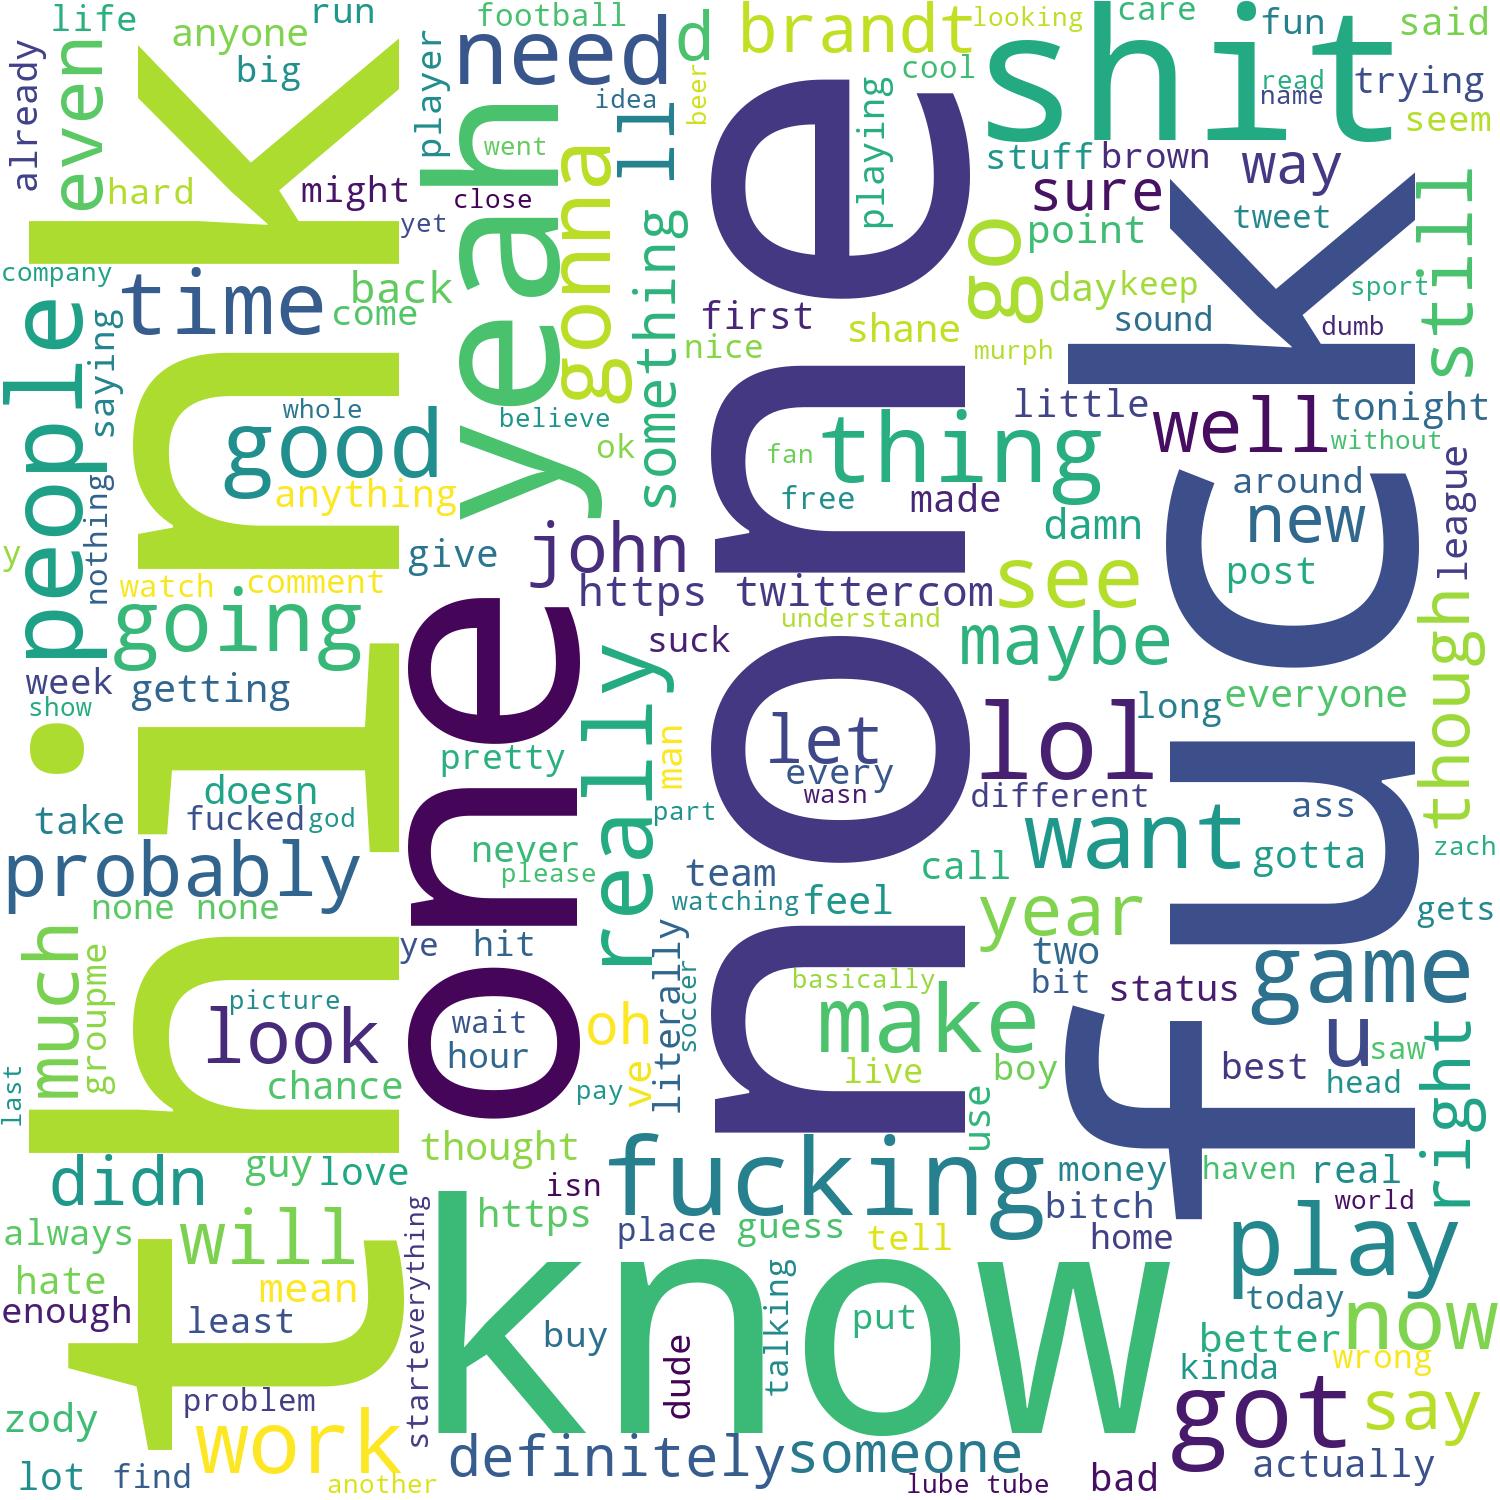 life
anyone
run
football
need
d
brandt
looking
care
fun
said
already
even
big
player
idea
beer
cool
shit
read
name
trying
seem
think
hard
might
yeah
went
close
yet
gonna
ll
none
playing
stuff
brown
way
sure
tweet
still
company
time
back
come
something
first
nice
shane
go
point
day
keep
murph
sound
sport
dumb
fuck
people
saying
whole
good
anything
believe
ok
fan
free
thing
made
little
well
tonight
without
around
new
league
damn
y
nothing
watch
comment
give
john
https twittercom
see
post
though
going
understand
maybe
suck
week
getting
show
one
really
pretty
man
let
every
wasn
lol
long
everyone
different
doesn
fucked
god
take
part
want
ass
gotta
zach
probably
never
please
team
call
none none
watching
feel
year
gets
much
groupme
ye
hit
literally
soccer
two
bit
status
game
picture
look
wait
hour
oh
basically
make
u
saw
chance
pay
ve
live
boy
use
best
head
right
last
didn
guy
love
thought
isn
fucking
money
haven
real
bitch
world
always
will
starteverything
https
place
guess
tell
home
play
hate
mean
enough
least
know
buy
dude
talking
put
today
now
better
kinda
wrong
problem
zody
work
got
say
lot
find
another
definitely
someone
lube tube
bad
actually